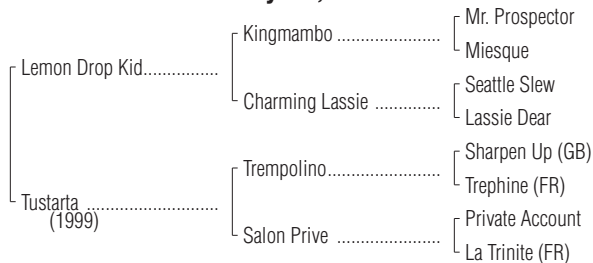 Mr. Prospector
Kingmambo ..................
Miesque
Lemon Drop Kid...............
Seattle Slew
Charming Lassie .............
Lassie Dear
Sharpen Up (GB)
Trempolino......................
Trephine (FR)
Tustarta ..........................
(1999)
Private Account
Salon Prive ....................
La Trinite (FR)